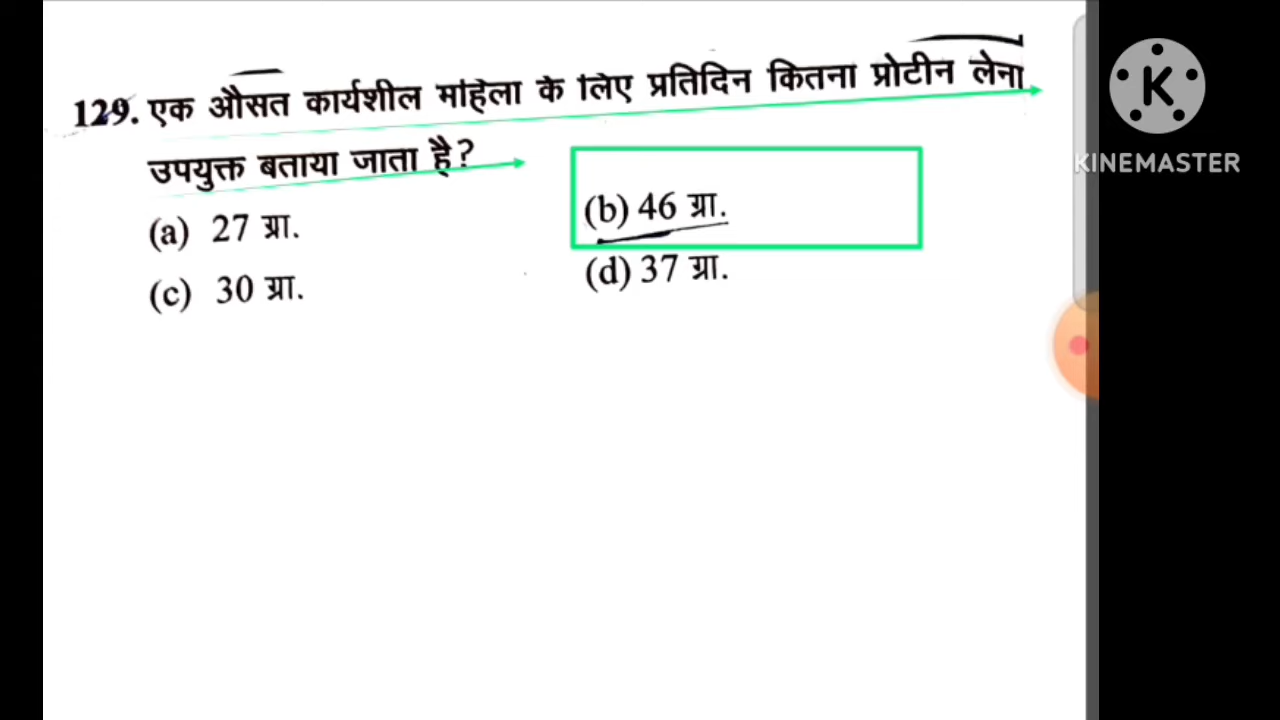 129. एक औसत कार्यशील महिला के लिए प्रतिदिन कितना प्रोटीन लेना
उपयुक्त बताया जाता है?
(a) 27 ग्रा. (b) 46 ग्रा.
(c) 30 ग्रा. (d) 37 ग्रा.
K
KINEMASTER